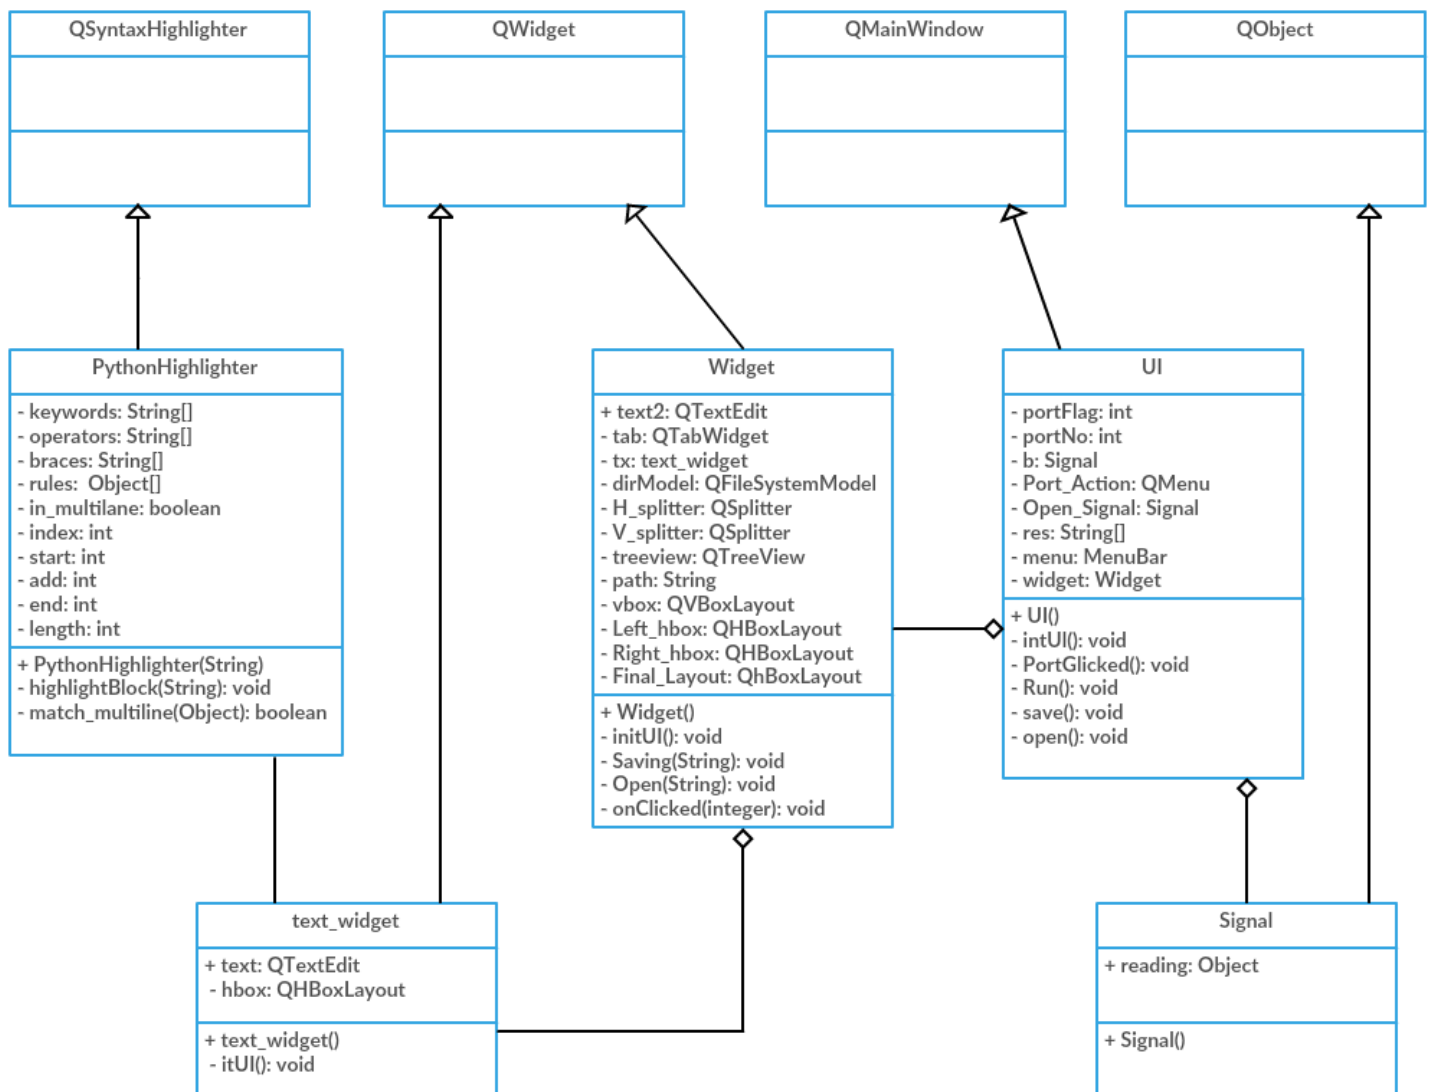 QSyntaxHighlighter
QWidget
QMainWindow
QObject
PythonHighlighter
- keywords: String[]
- operators: String[]
- braces: String[]
- rules:  Object[]
- in_multilane: boolean
- index: int
- start: int
- add: int
- end: int
- length: int
+ PythonHighlighter(String)
- highlightBlock(String): void
- match_multiline(Object): boolean
Widget
+ text2: QTextEdit
- tab: QTabWidget
- tx: text_widget
- dirModel: QFileSystemModel
- H_splitter: QSplitter
- V_splitter: QSplitter
- treeview: QTreeView
- path: String
- vbox: QVBoxLayout
- Left_hbox: QHBoxLayout
- Right_hbox: QHBoxLayout
- Final_Layout: QhBoxLayout
+ Widget()
- initUI(): void
- Saving(String): void
- Open(String): void
- onClicked(integer): void
UI
- portFlag: int
- portNo: int
- b: Signal
- Port_Action: QMenu
- Open_Signal: Signal
- res: String[]
- menu: MenuBar
- widget: Widget
+ UI()
- intUI(): void
- PortGlicked(): void
- Run(): void
- save(): void
- open(): void
text_widget
+ text: QTextEdit
- hbox: QHBoxLayout
+ text_widget()
- itUI(): void
Signal
+ reading: Object
+ Signal()